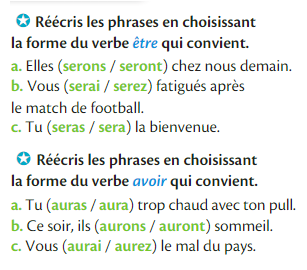 ✪ Réécris les phrases en choisissant
la forme du verbe être qui convient.
a. Elles (serons / seront) chez nous demain.
b. Vous (serai / serez) fatigués après
le match de football.
c. Tu (seras / sera) la bienvenue.
✪ Réécris les phrases en choisissant
la forme du verbe avoir qui convient.
a. Tu (auras / aura) trop chaud avec ton pull.
b. Ce soir, ils (aurons / auront) sommeil.
c. Vous (aurai / aurez) le mal du pays.